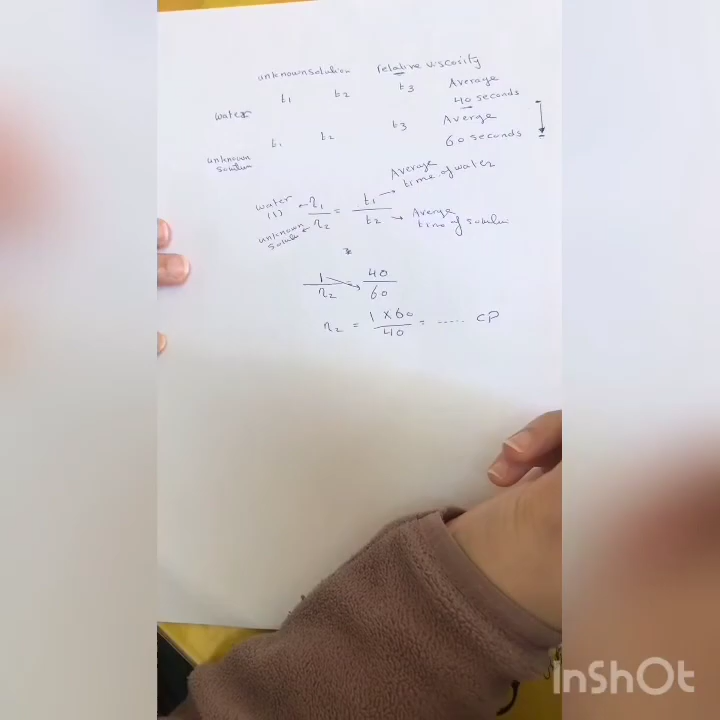 unknown solution relative viscosity
t1 t2 t3 Average
40 seconds
water
t1 t2 t3 Averge
60 seconds
unknown
solution
Average
time of water
water
(1)
η1/η2 = t1/t2
unknown
Averge
time of
1/η2 = 40/60
η2 = 1 × 60/40 = ..... CP
InShOt